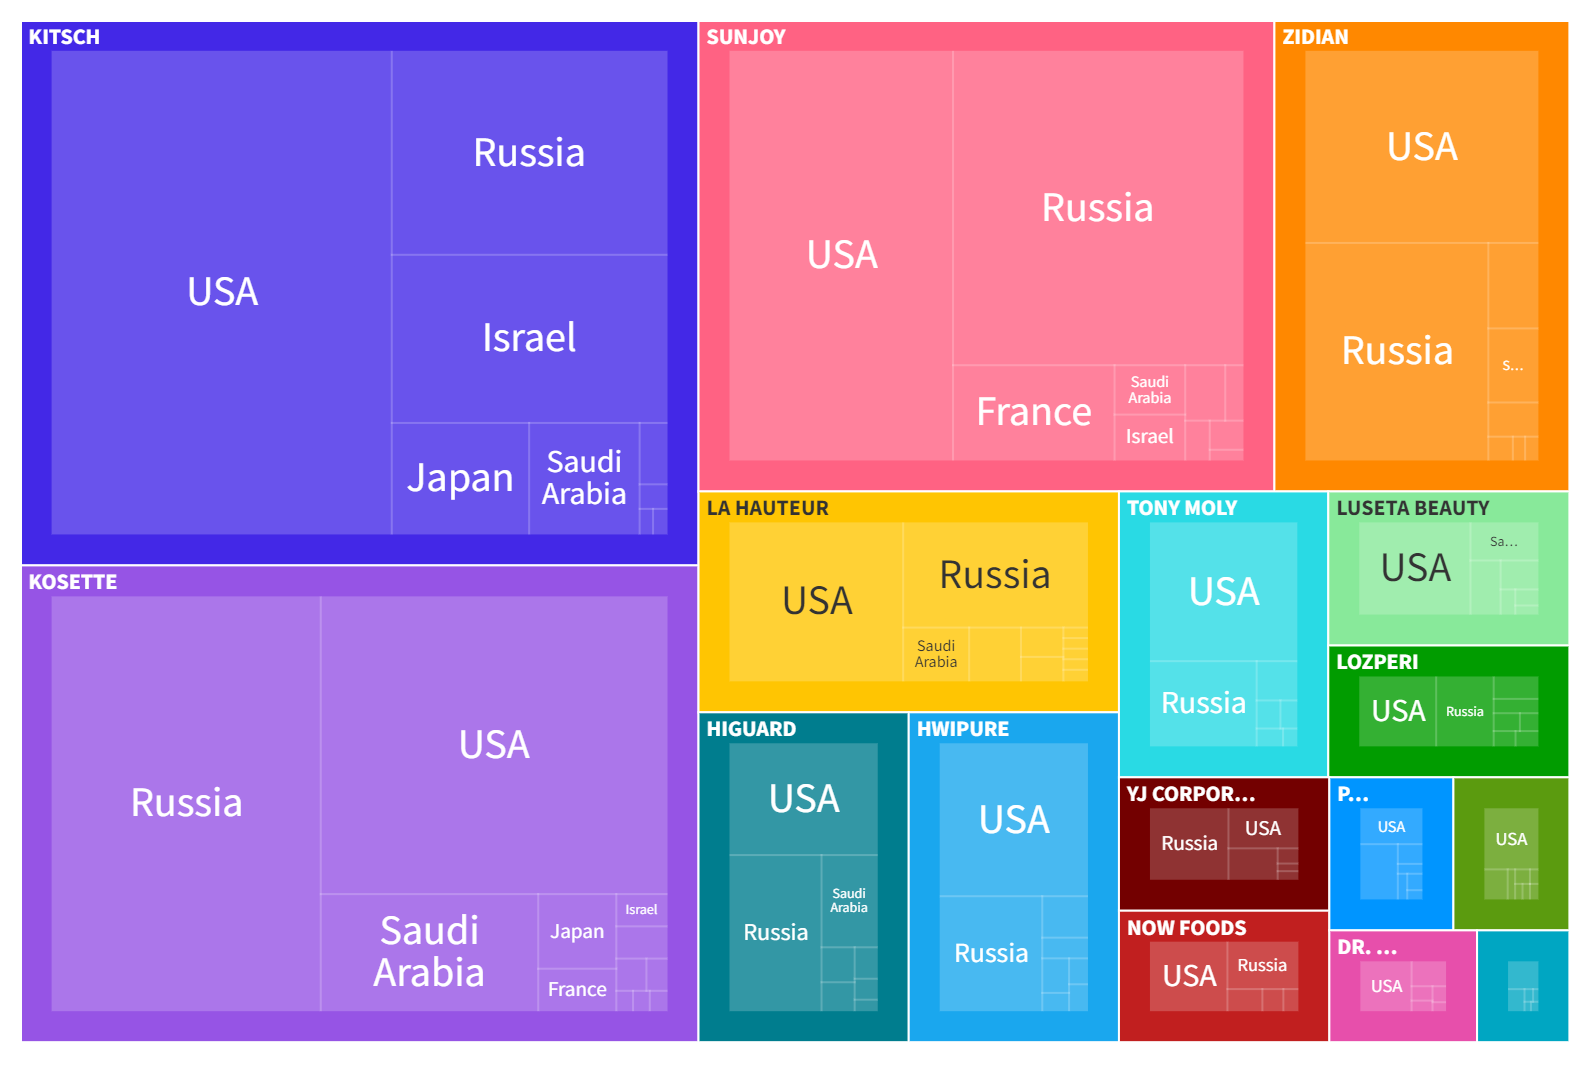 KITSCH
USA
Russia
Israel
Japan
Saudi
Arabia
KOSETTE
Russia
USA
Saudi
Arabia
Japan
France
Israel
SUNJOY
USA
Russia
France
Saudi
Arabia
Israel
ZIDIAN
USA
Russia
S...
LA HAUTEUR
USA
Russia
Saudi
Arabia
TONY MOLY
USA
Russia
LUSETA BEAUTY
USA
Sa...
LOZPERI
USA
Russia
HIGUARD
USA
Russia
Saudi
Arabia
HWIPURE
USA
Russia
YJ CORPOR...
Russia
USA
NOW FOODS
USA
Russia
P...
USA
USA
DR. ...
USA